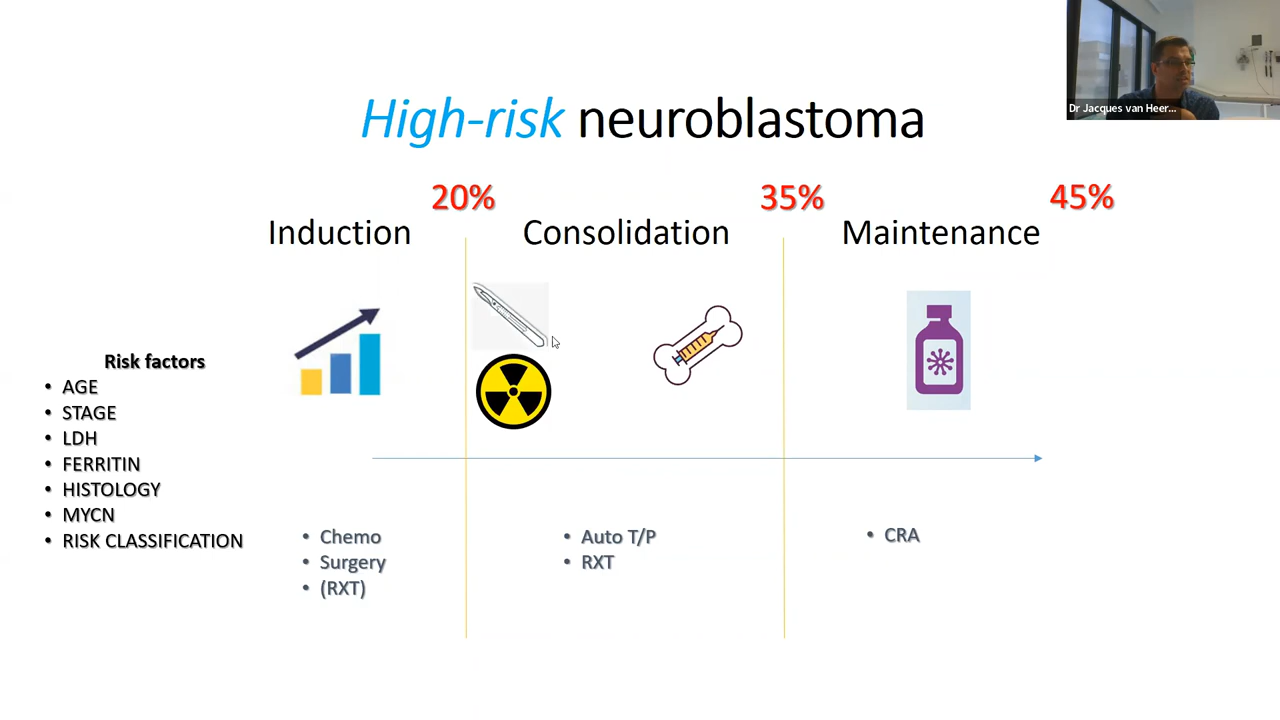 Dr Jacques van Heer...
High-risk neuroblastoma
20%
35%
45%
Induction
Consolidation
Maintenance
Risk factors
• AGE
• STAGE
• LDH
• FERRITIN
• HISTOLOGY
• MYCN
• RISK CLASSIFICATION
• Chemo
• Surgery
• (RXT)
• Auto T/P
• RXT
• CRA